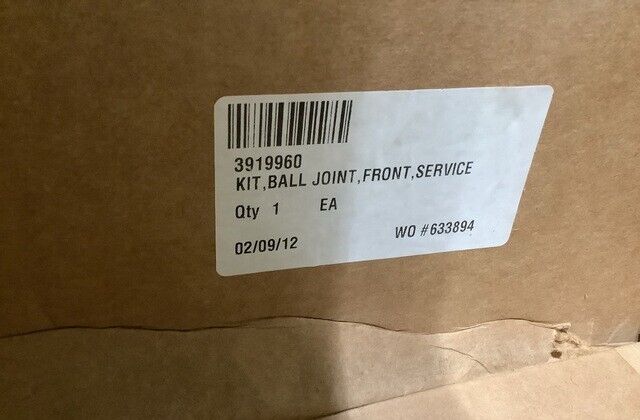 3919960
KIT,BALL JOINT,FRONT,SERVICE
Qty 1 EA
02/09/12 WO #633894